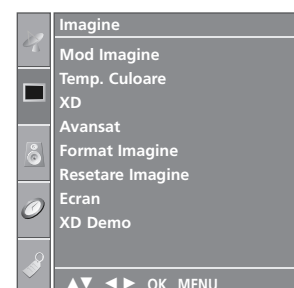 Imagine
Mod Imagine
Temp. Culoare
XD
Avansat
Format Imagine
Resetare Imagine
Ecran
XD Demo
▲▼ ◄► OK MENU